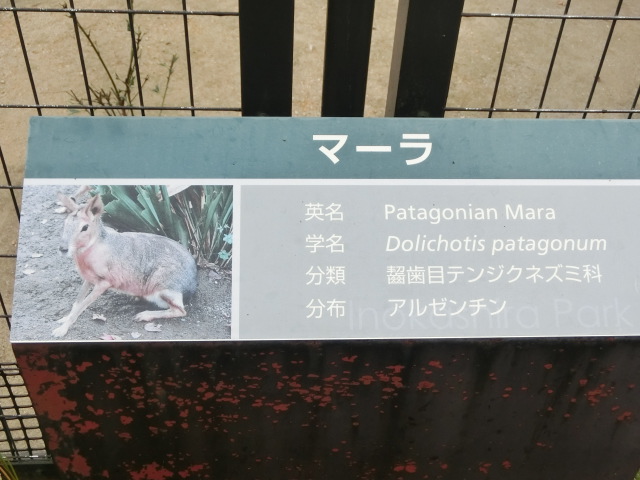 マーラ
英名 Patagonian Mara
学名 Dolichotis patagonum
分類 齧歯目テンジクネズミ科
分布 アルゼンチン
Inokashira Park